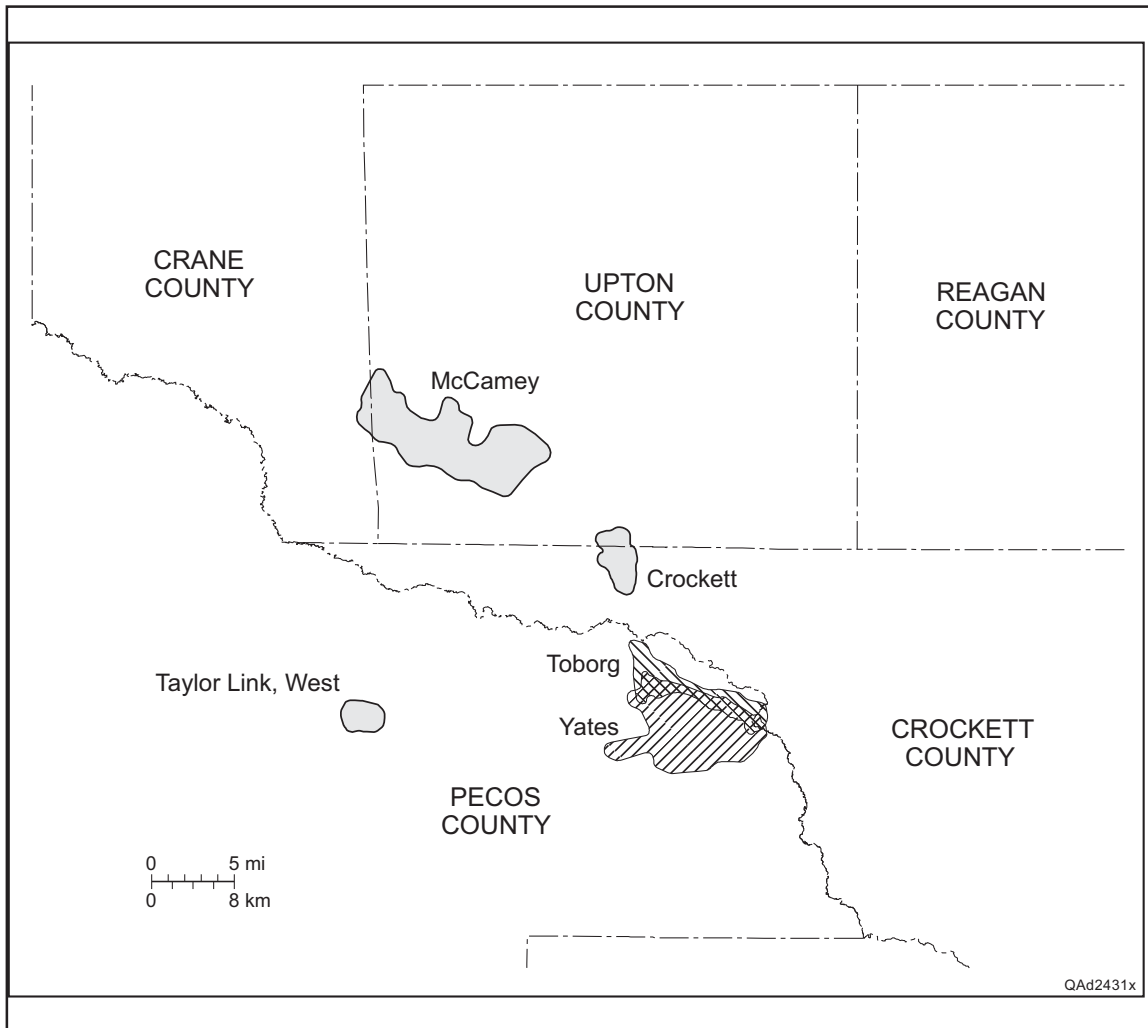 CRANE
COUNTY
UPTON
COUNTY
REAGAN
COUNTY
McCamey
Crockett
Toborg
Taylor Link, West
Yates
CROCKETT
COUNTY
PECOS
COUNTY
0 5 mi
0 8 km
QAd2431x